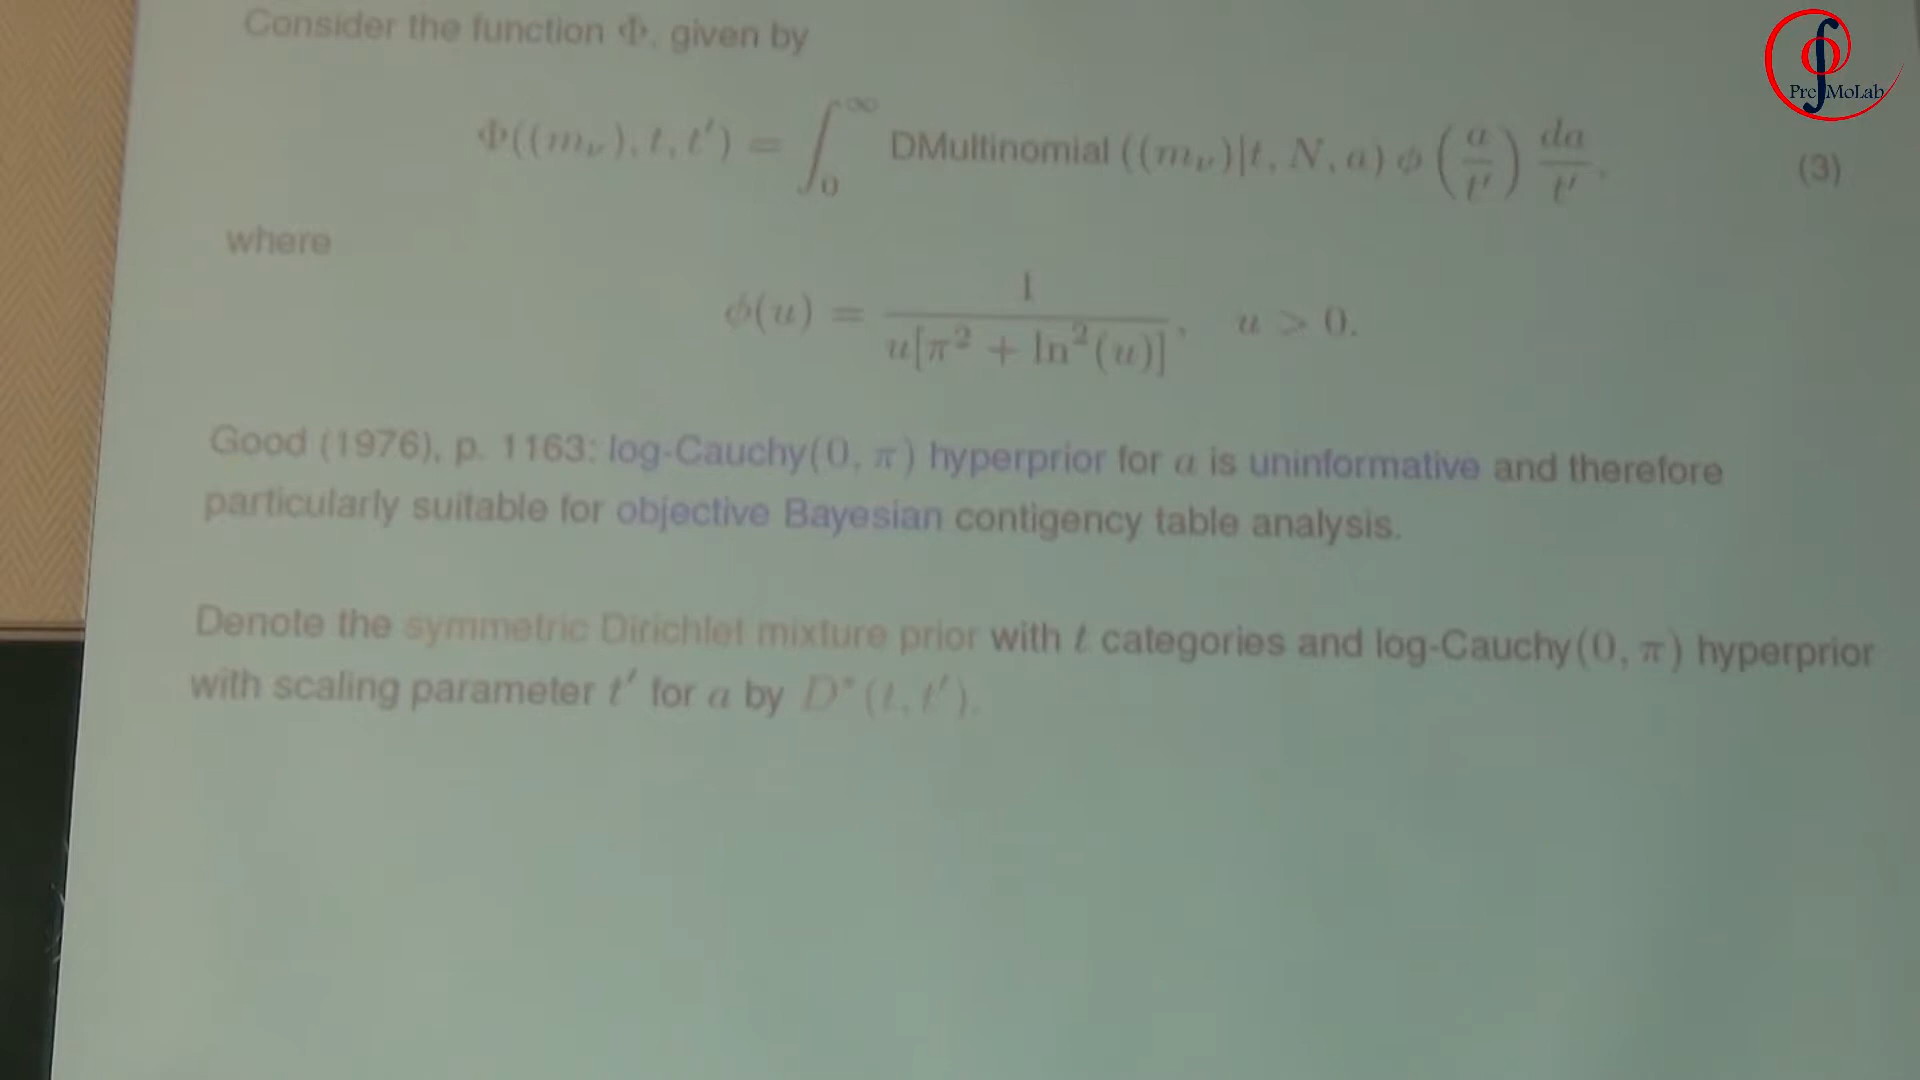 Consider the function Φ, given by
Φ((m_ν), t, t′) = ∫_0^∞ DMultinomial ((m_ν)|t, N, a) ϕ (a/t′) da/t′, (3)
where
ϕ(u) = 1/(u[π² + ln²(u)]), u > 0.
Good (1976), p. 1163: log-Cauchy(0, π) hyperprior for a is uninformative and therefore
particularly suitable for objective Bayesian contigency table analysis.
Denote the symmetric Dirichlet mixture prior with t categories and log-Cauchy(0, π) hyperprior
with scaling parameter t′ for a by D*(t, t′).
PreMoLab